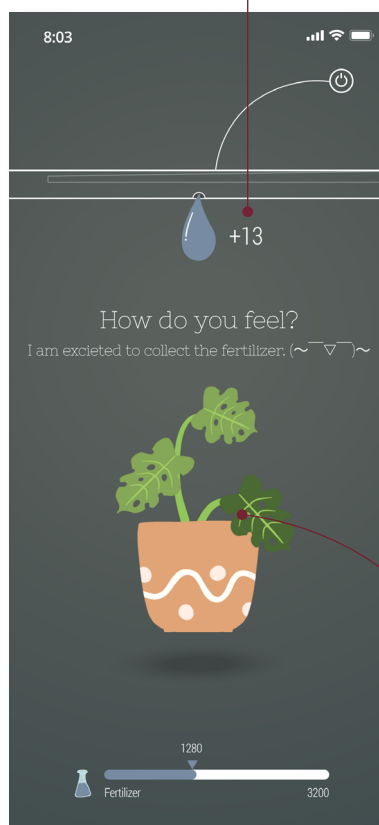 8:03
+13
How do you feel?
I am excieted to collect the fertilizer. (～￣▽￣)～
1280
Fertilizer 3200